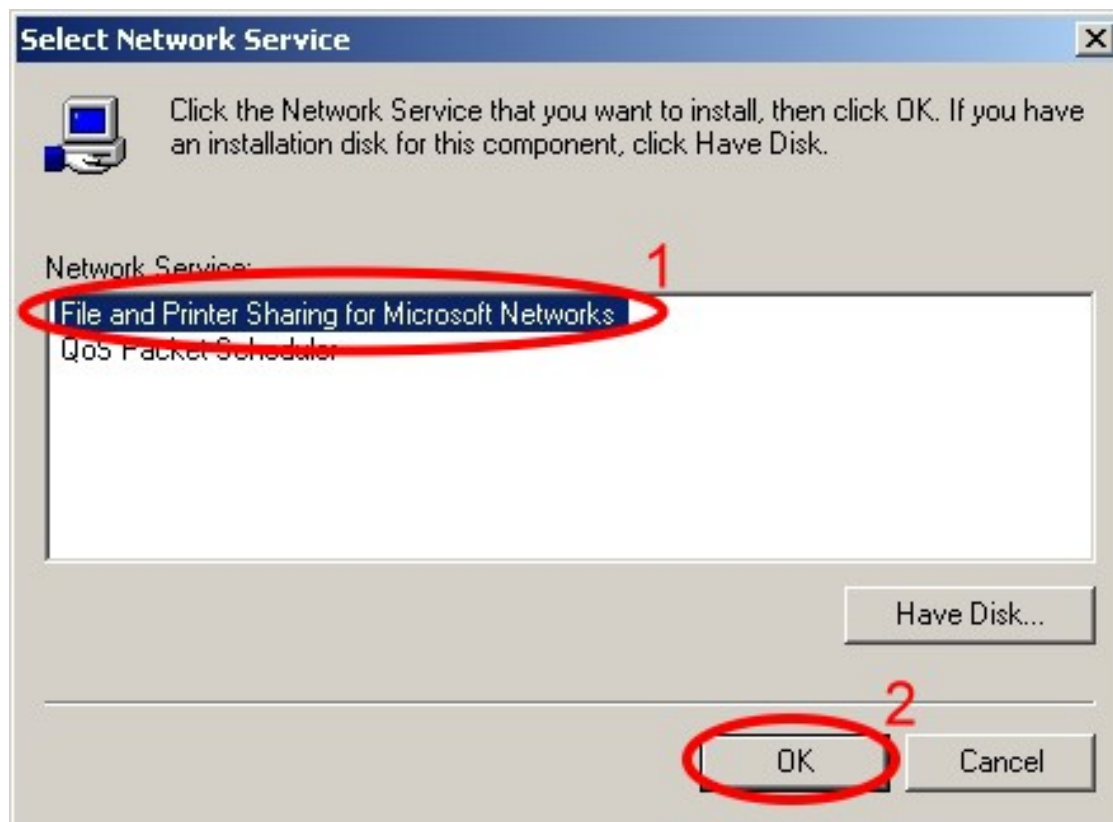 Select Network Service
Click the Network Service that you want to install, then click OK. If you have
an installation disk for this component, click Have Disk.
1
Network Service:
File and Printer Sharing for Microsoft Networks
QoS Packet Scheduler
Have Disk...
2
OK
Cancel